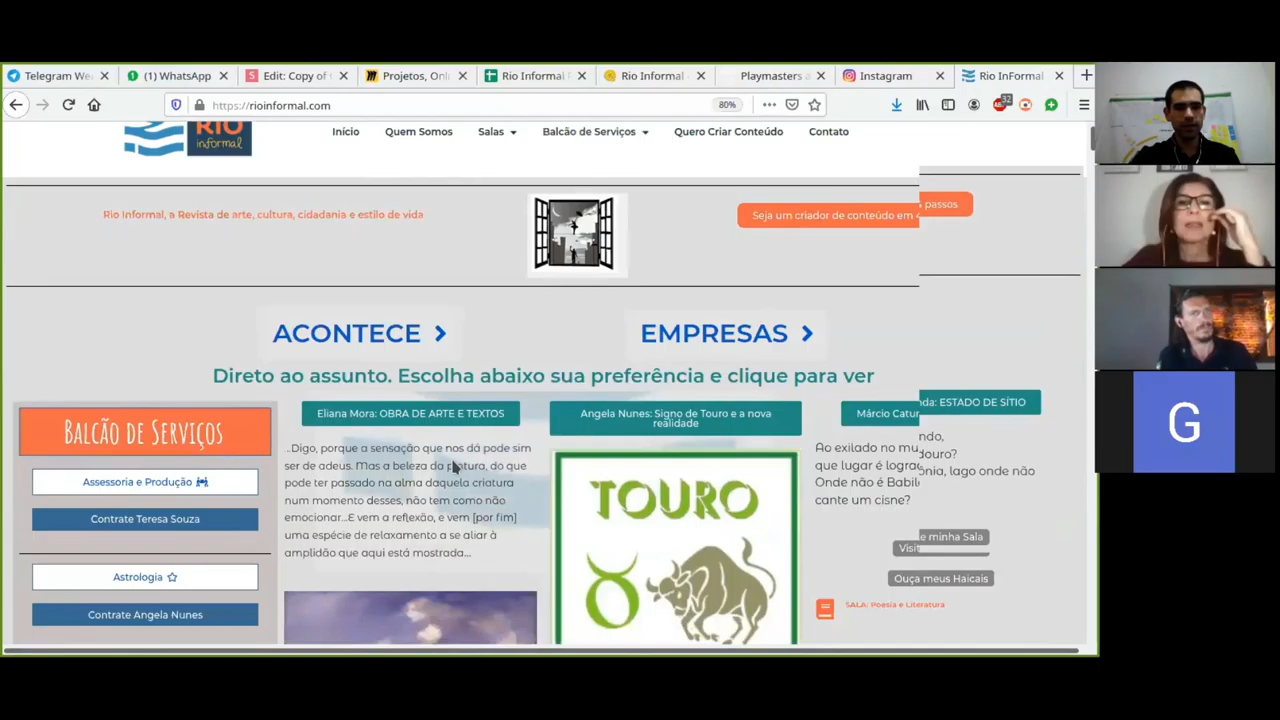 Telegram We
(1) WhatsApp
Edit: Copy of
Projetos, Onl
Rio Informal
Rio Informal
Playmasters a
Instagram
Rio InFormal
https://rioinformal.com
80%
32
RIO
informal
Início
Quem Somos
Salas
Balcão de Serviços
Quero Criar Conteúdo
Contato
Rio Informal, a Revista de arte, cultura, cidadania e estilo de vida
Seja um criador de conteúdo em 4
passos
ACONTECE
EMPRESAS
Direto ao assunto. Escolha abaixo sua preferência e clique para ver
BALCÃO DE SERVIÇOS
Assessoria e Produção
Contrate Teresa Souza
Astrologia
Contrate Angela Nunes
Eliana Mora: OBRA DE ARTE E TEXTOS
...Digo, porque a sensação que nos dá pode sim
ser de adeus. Mas a beleza da pintura, do que
pode ter passado na alma daquela criatura
num momento desses, não tem como não
emocionar...E vem a reflexão, e vem [por fim]
uma espécie de relaxamento a se aliar à
amplidão que aqui está mostrada...
Angela Nunes: Signo de Touro e a nova
realidade
TOURO
Márcio Catun
nda: ESTADO DE SÍTIO
Ao exilado no mu
ndo,
que lugar é logra
douro?
Onde não é Babil
ônia, lago onde não
cante um cisne?
e minha Sala
Visit
Ouça meus Haicais
SALA: Poesia e Literatura
G